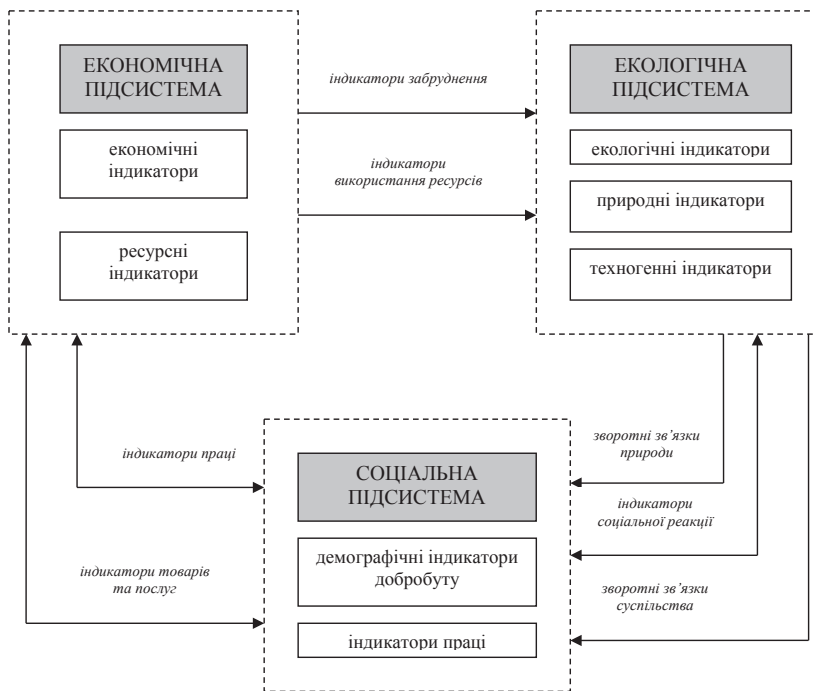 ЕКОНОМІЧНА
ПІДСИСТЕМА
економічні
індикатори
ресурсні
індикатори
індикатори забруднення
індикатори
використання ресурсів
ЕКОЛОГІЧНА
ПІДСИСТЕМА
екологічні індикатори
природні індикатори
техногенні індикатори
індикатори праці
індикатори товарів
та послуг
СОЦІАЛЬНА
ПІДСИСТЕМА
демографічні індикатори
добробуту
індикатори праці
зворотні зв’язки
природи
індикатори
соціальної реакції
зворотні зв’язки
суспільства